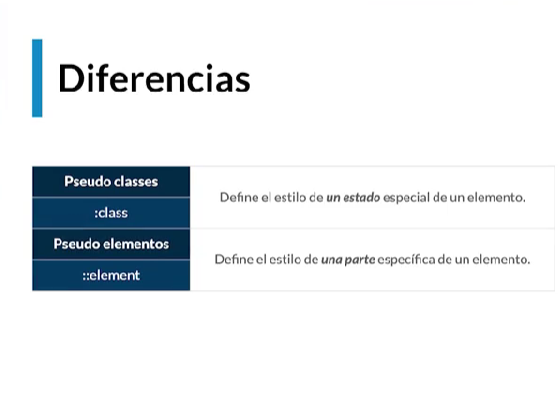 Diferencias
Pseudo classes
:class
Define el estilo de un estado especial de un elemento.
Pseudo elementos
::element
Define el estilo de una parte específica de un elemento.